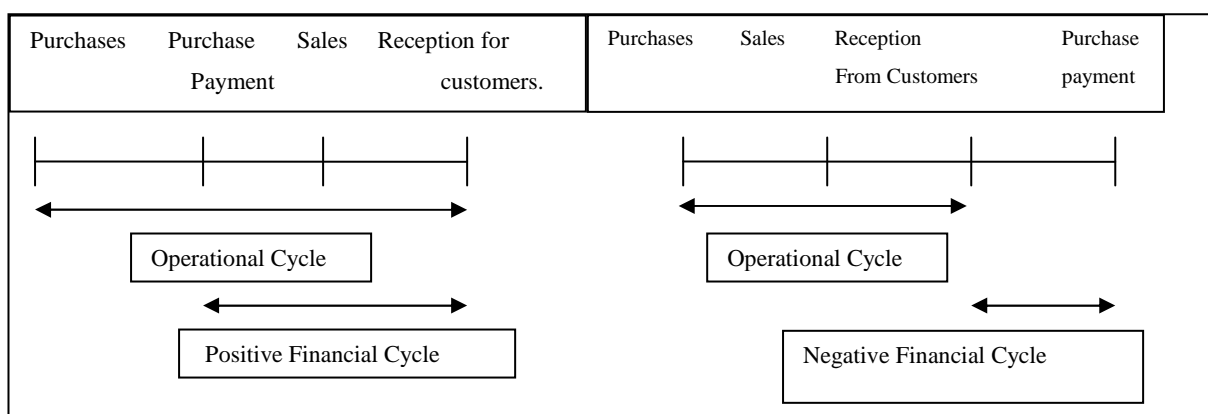 Purchases Purchase Sales Reception for
Payment customers.
Purchases Sales Reception Purchase
From Customers payment
Operational Cycle
Operational Cycle
Positive Financial Cycle
Negative Financial Cycle